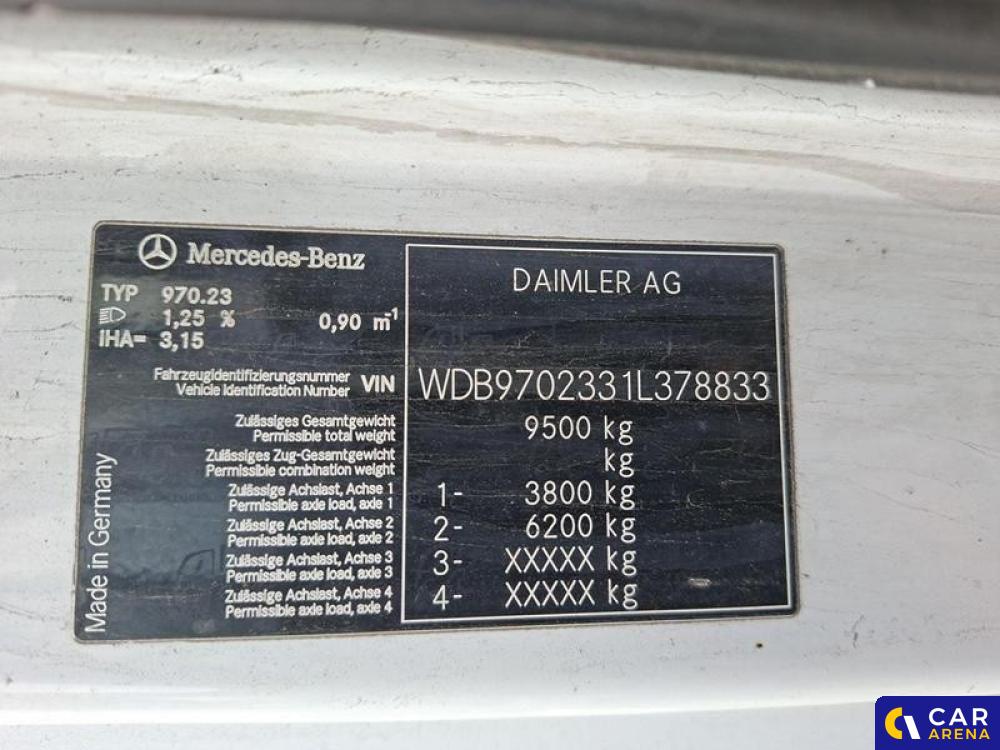 Mercedes-Benz
TYP 970.23
1,25 % 0,90 m⁻¹
IHA= 3,15
DAIMLER AG
Fahrzeugidentifizierungsnummer
Vehicle Identification Number VIN WDB9702331L378833
Zulässiges Gesamtgewicht
Permissible total weight 9500 kg
Zulässiges Zug-Gesamtgewicht
Permissible combination weight kg
Zulässige Achslast, Achse 1
Permissible axle load, axle 1 1- 3800 kg
Zulässige Achslast, Achse 2
Permissible axle load, axle 2 2- 6200 kg
Zulässige Achslast, Achse 3
Permissible axle load, axle 3 3- XXXXX kg
Zulässige Achslast, Achse 4
Permissible axle load, axle 4 4- XXXXX kg
Made in Germany
CAR
ARENA